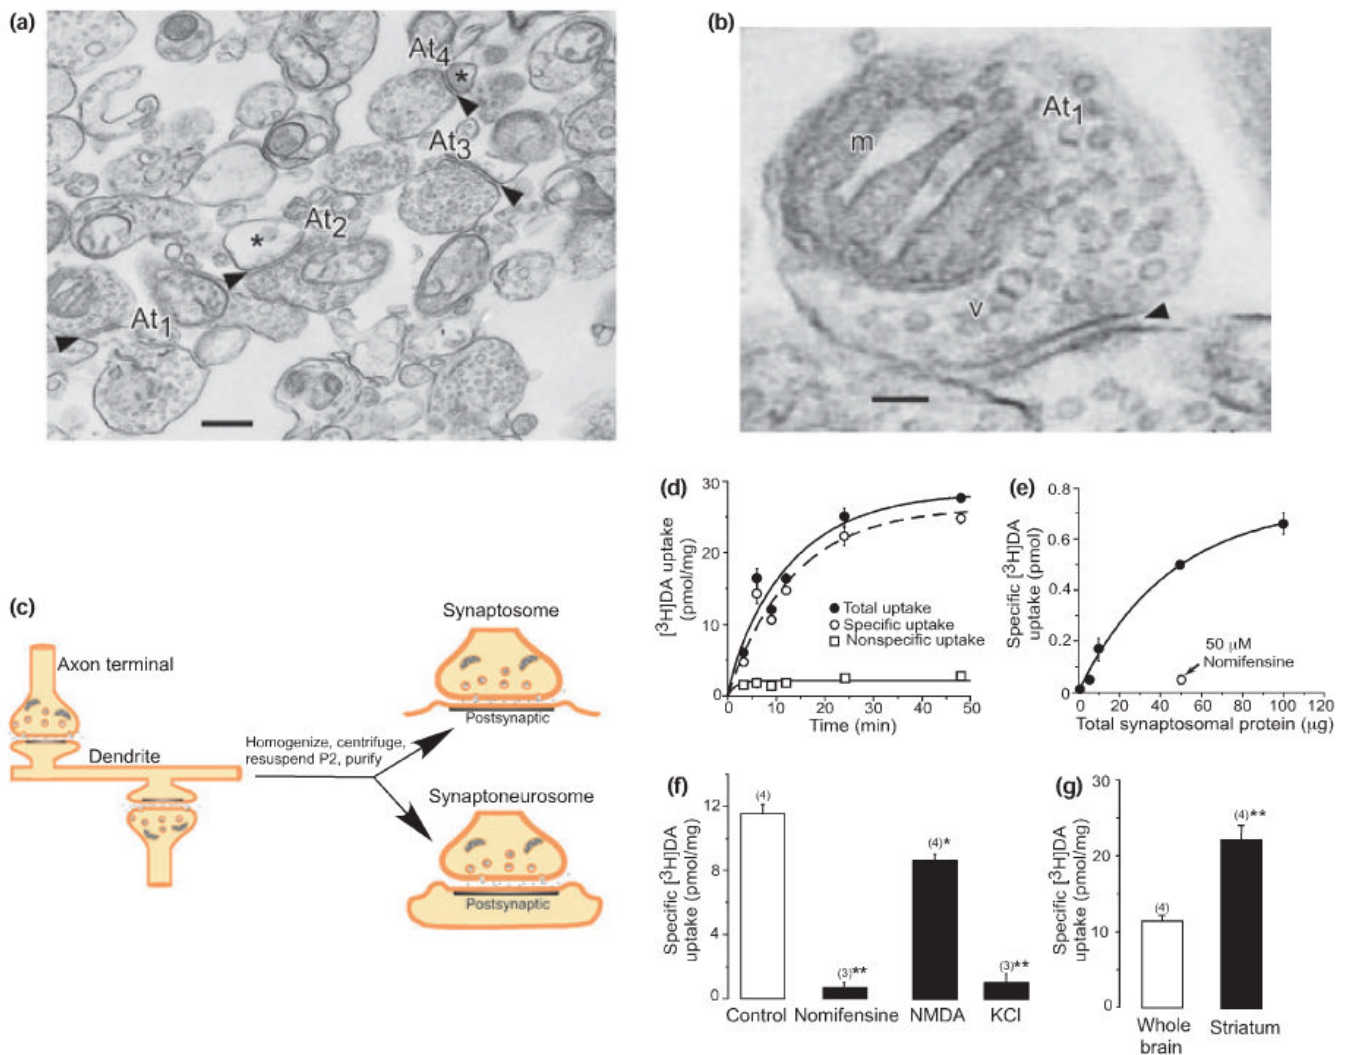 (a)
At4
*
At3
At2
*
At1
(b)
At1
m
v
(c)
Axon terminal
Dendrite
Homogenize, centrifuge,
resuspend P2, purify
Synaptosome
Postsynaptic
Synaptoneurosome
Postsynaptic
(d)
[³H]DA uptake
(pmol/mg)
30
20
10
0
0 10 20 30 40 50
Time (min)
Total uptake
Specific uptake
Nonspecific uptake
(e)
Specific [³H]DA
uptake (pmol)
0.8
0.6
0.4
0.2
0
0 20 40 60 80 100 120
Total synaptosomal protein (µg)
50 µM
Nomifensine
(f)
Specific [³H]DA
uptake (pmol/mg)
12
8
4
0
(4)
(3)**
(4)*
(3)**
Control Nomifensine NMDA KCl
(g)
Specific [³H]DA
uptake (pmol/mg)
30
20
10
0
(4)
(4)**
Whole
brain
Striatum